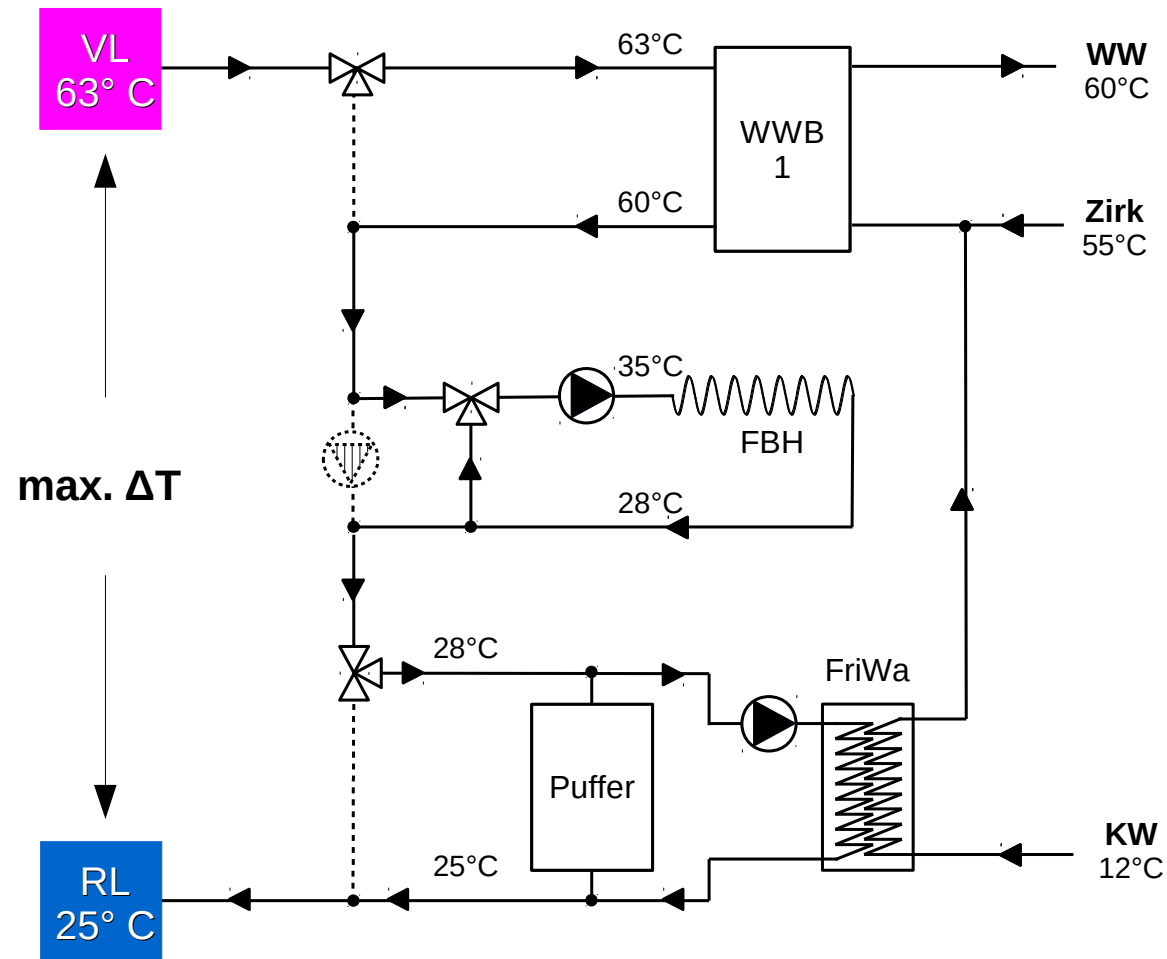 VL
63° C
63°C
WW
60°C
WWB
1
60°C
Zirk
55°C
35°C
FBH
max. ΔT
28°C
28°C
FriWa
Puffer
25°C
KW
12°C
RL
25° C